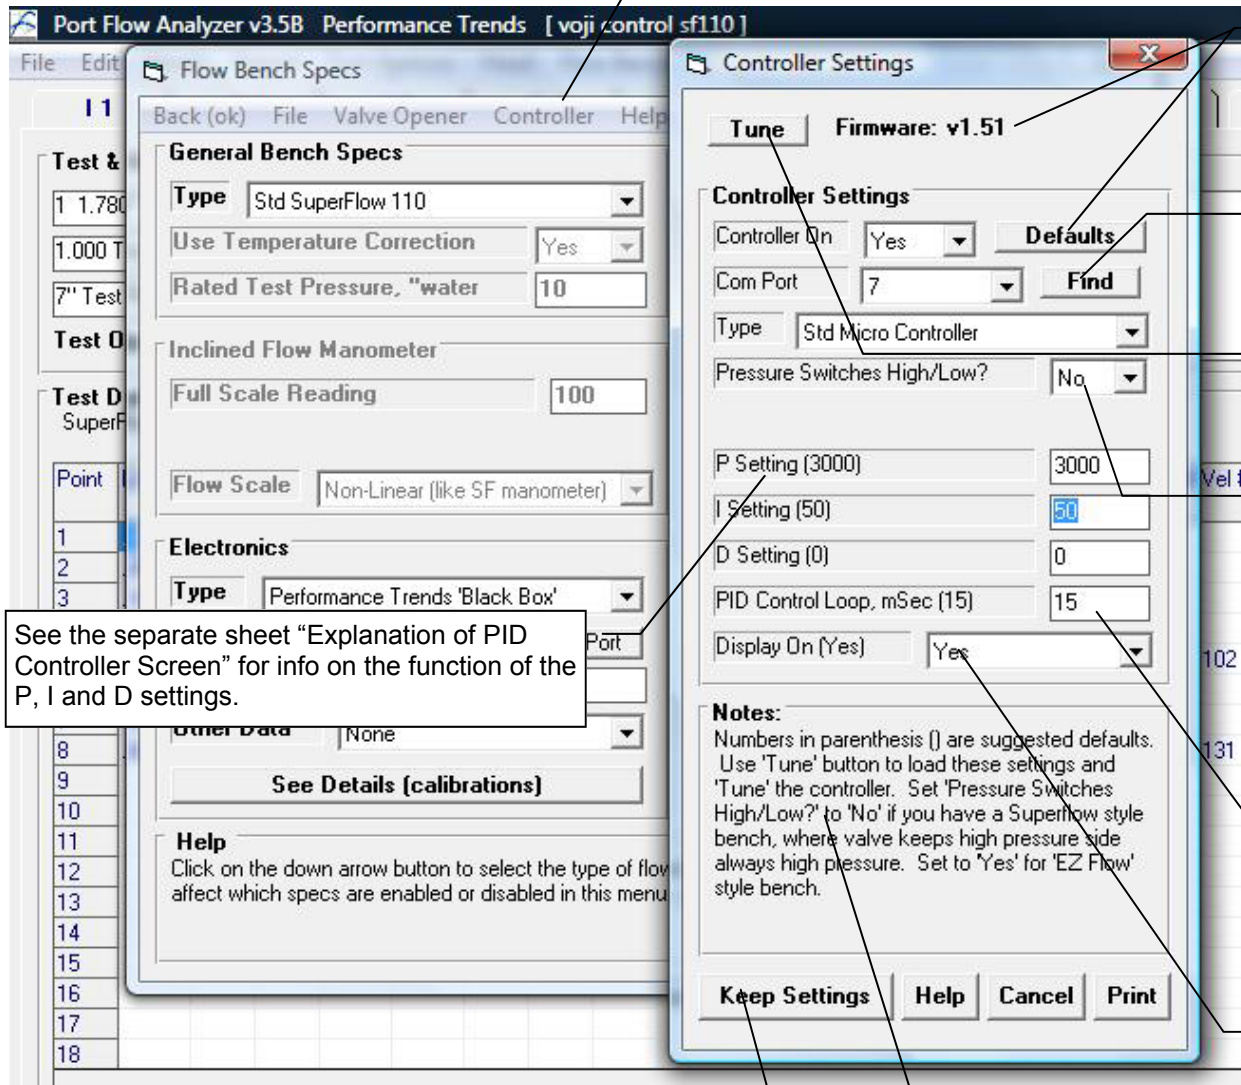 Port Flow Analyzer v3.5B Performance Trends [ voji control sf110 ]
File Edit
I 1
Test &
1 1.780
1.000 T
7" Test
Test O
Test D
SuperF
Point
Vel #
1
2
3
8
9
10
11
12
13
14
15
16
17
18
102
131
Flow Bench Specs
Back (ok) File Valve Opener Controller Help
General Bench Specs
Type Std SuperFlow 110
Use Temperature Correction Yes
Rated Test Pressure, "water 10
Inclined Flow Manometer
Full Scale Reading 100
Flow Scale Non-Linear (like SF manometer)
Electronics
Type Performance Trends 'Black Box'
Port
Other Data None
See Details (calibrations)
Help
Click on the down arrow button to select the type of flow
affect which specs are enabled or disabled in this menu
See the separate sheet “Explanation of PID
Controller Screen” for info on the function of the
P, I and D settings.
Controller Settings
Tune Firmware: v1.51
Controller Settings
Controller On Yes Defaults
Com Port 7 Find
Type Std Micro Controller
Pressure Switches High/Low? No
P Setting (3000) 3000
I Setting (50) 50
D Setting (0) 0
PID Control Loop, mSec (15) 15
Display On (Yes) Yes
Notes:
Numbers in parenthesis () are suggested defaults.
Use 'Tune' button to load these settings and
'Tune' the controller. Set 'Pressure Switches
High/Low?' to 'No' if you have a Superflow style
bench, where valve keeps high pressure side
always high pressure. Set to 'Yes' for 'EZ Flow'
style bench.
Keep Settings Help Cancel Print